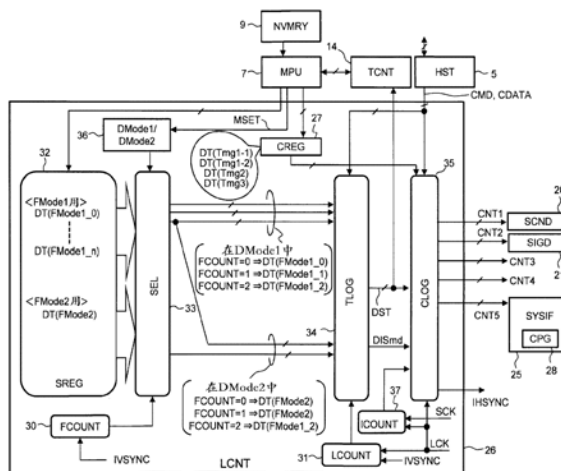 9
NVMRY
14
7
MPU
TCNT
HST
5
CMD, CDATA
MSET
36
DMode1/
DMode2
27
CREG
DT(Tmg1-1)
DT(Tmg1-2)
DT(Tmg2)
DT(Tmg3)
32
35
<FMode1用>
DT(FMode1_0)
DT(FMode1_n)
<FMode2用>
DT(FMode2)
SREG
SEL
33
在DMode1中
FCOUNT=0 ⇒DT(FMode1_0)
FCOUNT=1 ⇒DT(FMode1_1)
FCOUNT=2 ⇒DT(FMode1_2)
TLOG
34
CLOG
DST
DISmd
CNT1
SCND
CNT2
SIGD
CNT3
CNT4
CNT5
SYSIF
CPG
25
28
在DMode2中
FCOUNT=0 ⇒DT(FMode2)
FCOUNT=1 ⇒DT(FMode2)
FCOUNT=2 ⇒DT(FMode1_2)
37
ICOUNT
IHSYNC
SCK
LCK
30
FCOUNT
IVSYNC
31
LCOUNT
IVSYNC
26
LCNT